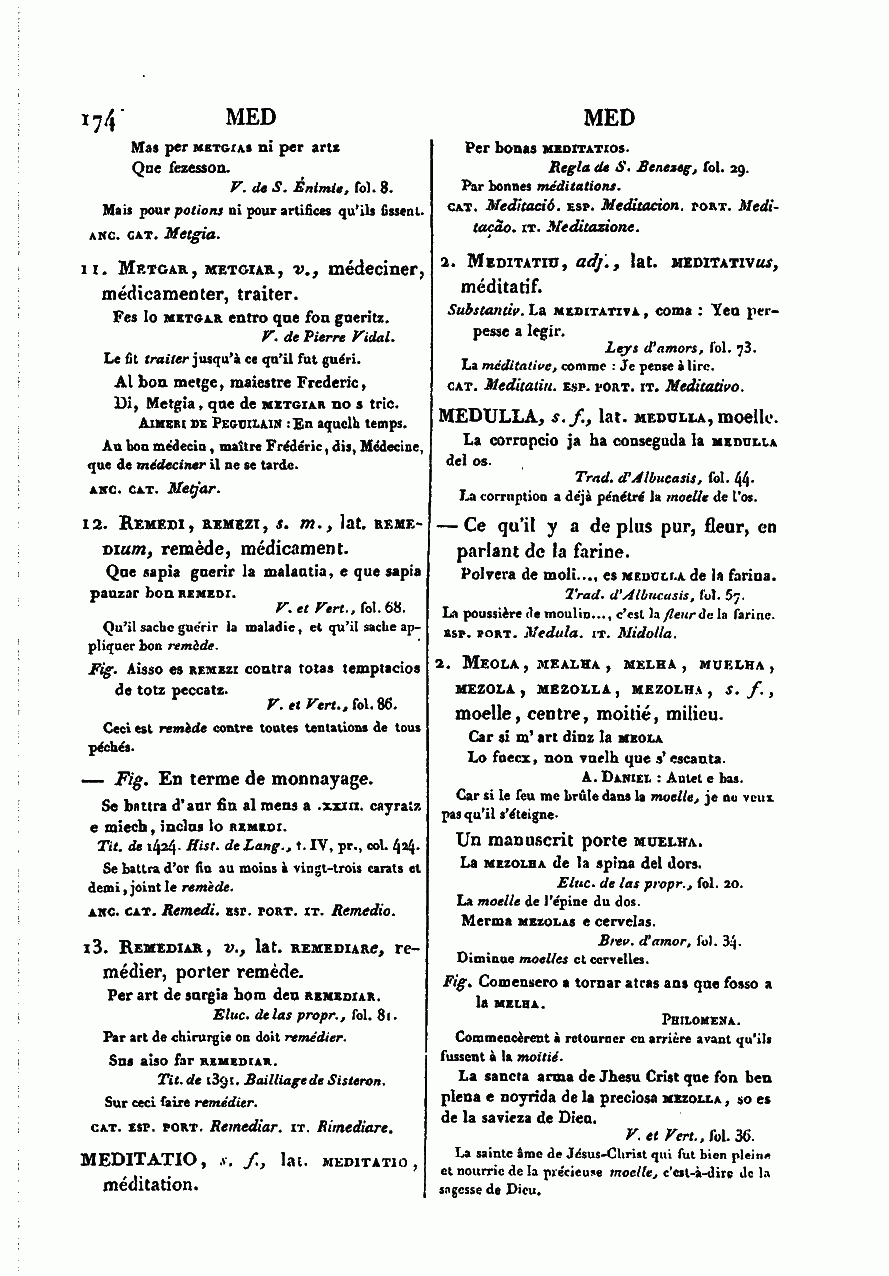 174 MED MED
Mas per METGIAS ni per artz
Que fezesson.
V. de S. Énimie, fol. 8.
Mais pour potions ni pour artifices qu'ils fissent.
ANC. CAT. Metgia.
11. METGAR, METGIAR, v., médeciner,
médicamenter, traiter.
Fes lo METGAR entro que fon gueritz.
V. de Pierre Vidal.
Le fit traiter jusqu'à ce qu'il fut guéri.
Al bon metge, maiestre Frederic,
Di, Metgia, que de METGIAR no s tric.
AIMERI DE PEGUILAIN : En aquelh temps.
Au bon médecin, maître Frédéric, dis, Médecine,
que de médeciner il ne se tarde.
ANC. CAT. Metjar.
12. REMEDI, REMEZI, s. m., lat. REME-
DIum, remède, médicament.
Que sapia guerir la malautia, e que sapia
pauzar bon REMEDI.
V. et Vert., fol. 68.
Qu'il sache guérir la maladie, et qu'il sache ap-
pliquer bon remède.
Fig. Aisso es REMEZI contra totas temptacios
de totz peccatz.
V. et Vert., fol. 86.
Ceci est remède contre toutes tentations de tous
péchés.
— Fig. En terme de monnayage.
Se battra d'aur fin al mens a .XXIII. cayratz
e miech, inclus lo REMEDI.
Tit. de 1424. Hist. de Lang., t. IV, pr., col. 424.
Se battra d'or fin au moins à vingt-trois carats et
demi, joint le remède.
ANC. CAT. Remedi. ESP. PORT. IT. Remedio.
13. REMEDIAR, v., lat. REMEDIARe, re-
médier, porter remède.
Per art de surgia hom deu REMEDIAR.
Eluc. de las propr., fol. 81.
Par art de chirurgie on doit remédier.
Sus aiso far REMEDIAR.
Tit. de 1391. Bailliage de Sisteron.
Sur ceci faire remédier.
CAT. ESP. PORT. Remediar. IT. Rimediare.
MEDITATIO, s. f., lat. MEDITATIO,
méditation.
Per bonas MEDITATIOS.
Regla de S. Benezeg, fol. 29.
Par bonnes méditations.
CAT. Meditació. ESP. Meditacion. PORT. Medi-
tação. IT. Meditazione.
2. MEDITATIU, adj., lat. MEDITATIVus,
méditatif.
Substantiv. La MEDITATIVA, coma : Yeu per-
pesse a legir.
Leys d'amors, fol. 73.
La méditative, comme : Je pense à lire.
CAT. Meditatiu. ESP. PORT. IT. Meditativo.
MEDULLA, s. f., lat. MEDULLA, moelle.
La corrupcio ja ha conseguda la MEDULLA
del os.
Trad. d'Albucasis, fol. 44.
La corruption a déjà pénétré la moelle de l'os.
— Ce qu'il y a de plus pur, fleur, en
parlant de la farine.
Polvera de moli..., es MEDULLA de la farina.
Trad. d'Albucasis, fol. 57.
La poussière de moulin..., c'est la fleur de la farine.
ESP. PORT. Medula. IT. Midolla.
2. MEOLA, MEALHA, MELHA, MUELHA,
MEZOLA, MEZOLLA, MEZOLHA, s. f.,
moelle, centre, moitié, milieu.
Car si m' art dinz la MEOLA
Lo fuecx, non vuelh que s' escanta.
A. DANIEL : Autet e bas.
Car si le feu me brûle dans la moelle, je ne veux
pas qu'il s'éteigne.
Un manuscrit porte MUELHA.
La MEZOLHA de la spina del dors.
Eluc. de las propr., fol. 20.
La moelle de l'épine du dos.
Merma MEZOLAS e cervelas.
Brev. d'amor, fol. 34.
Diminue moelles et cervelles.
Fig. Comensero a tornar atras ans que fosso a
la MELHA.
PHILOMENA.
Commencèrent à retourner en arrière avant qu'ils
fussent à la moitié.
La sancta arma de Jhesu Crist que fon ben
plena e noyrida de la preciosa MEZOLLA, so es
de la savieza de Dieu.
V. et Vert., fol. 36.
La sainte âme de Jésus-Christ qui fut bien pleine
et nourrie de la précieuse moelle, c'est-à-dire de la
sagesse de Dieu.